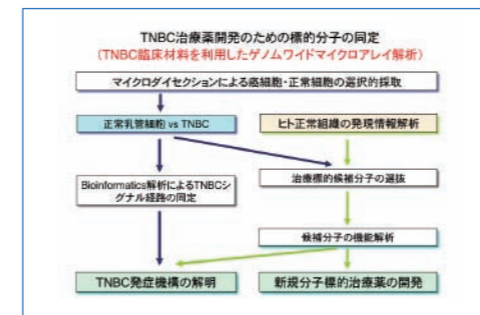 TNBC治療薬開発のための標的分子の同定
(TNBC臨床材料を利用したゲノムワイドマイクロアレイ解析)
マイクロダイセクションによる癌細胞・正常細胞の選択的採取
正常乳管細胞 vs TNBC
ヒト正常組織の発現情報解析
Bioinformatics解析によるTNBCシ
グナル経路の同定
治療標的候補分子の選抜
候補分子の機能解析
TNBC発症機構の解明
新規分子標的治療薬の開発